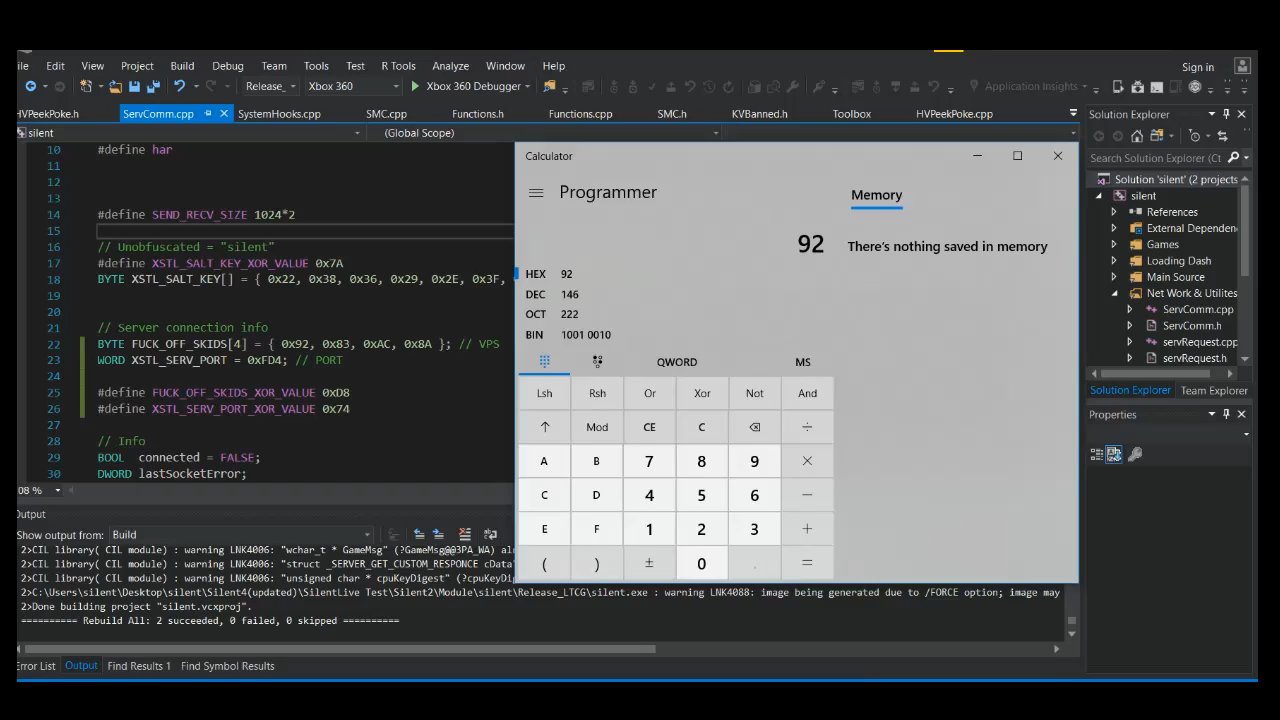 ile Edit View Project Build Debug Team Tools Test R Tools Analyze Window Help Sign in
Release Xbox 360 Xbox 360 Debugger Application Insights
HVPeekPoke.h ServComm.cpp SystemHooks.cpp SMC.cpp Functions.h Functions.cpp SMC.h KVBanned.h Toolbox HVPeekPoke.cpp
silent (Global Scope)
10 #define har
11
12
13
14 #define SEND_RECV_SIZE 1024*2
15
16 // Unobfuscated = "silent"
17 #define XSTL_SALT_KEY_XOR_VALUE 0x7A
18 BYTE XSTL_SALT_KEY[] = { 0x22, 0x38, 0x36, 0x29, 0x2E, 0x3F,
19
20
21 // Server connection info
22 BYTE FUCK_OFF_SKIDS[4] = { 0x92, 0x83, 0xAC, 0x8A }; // VPS
23 WORD XSTL_SERV_PORT = 0xFD4; // PORT
24
25 #define FUCK_OFF_SKIDS_XOR_VALUE 0xD8
26 #define XSTL_SERV_PORT_XOR_VALUE 0x74
27
28 // Info
29 BOOL connected = FALSE;
30 DWORD lastSocketError;
Calculator
Programmer
Memory
92
There's nothing saved in memory
HEX 92
DEC 146
OCT 222
BIN 1001 0010
QWORD MS
Lsh Rsh Or Xor Not And
↑ Mod CE C ⌫ ÷
A B 7 8 9 ×
C D 4 5 6 −
E F 1 2 3 +
( ) ± 0 . =
Solution Explorer
Search Solution Explorer (Ct
Solution 'silent' (2 projects
silent
References
External Dependen
Games
Loading Dash
Main Source
Net Work & Utilites
ServComm.cpp
ServComm.h
servRequest.cpp
servRequest.h
Solution Explorer Team Explorer
Properties
08 %
Output
Show output from: Build
2>CIL library( CIL module) : warning LNK4006: "wchar_t * GameMsg" (?GameMsg@@3PA_WA) al
2>CIL library( CIL module) : warning LNK4006: "struct _SERVER_GET_CUSTOM_RESPONCE cDat
2>CIL library( CIL module) : warning LNK4006: "unsigned char * cpuKeyDigest" (?cpuKeyDi
2>C:\Users\silent\Desktop\silent\Silent4(updated)\SilentLive Test\Silent2\Module\silent\Release_LTCG\silent.exe : warning LNK4088: image being generated due to /FORCE option; image may
2>Done building project "silent.vcxproj".
========== Rebuild All: 2 succeeded, 0 failed, 0 skipped ==========
Error List Output Find Results 1 Find Symbol Results